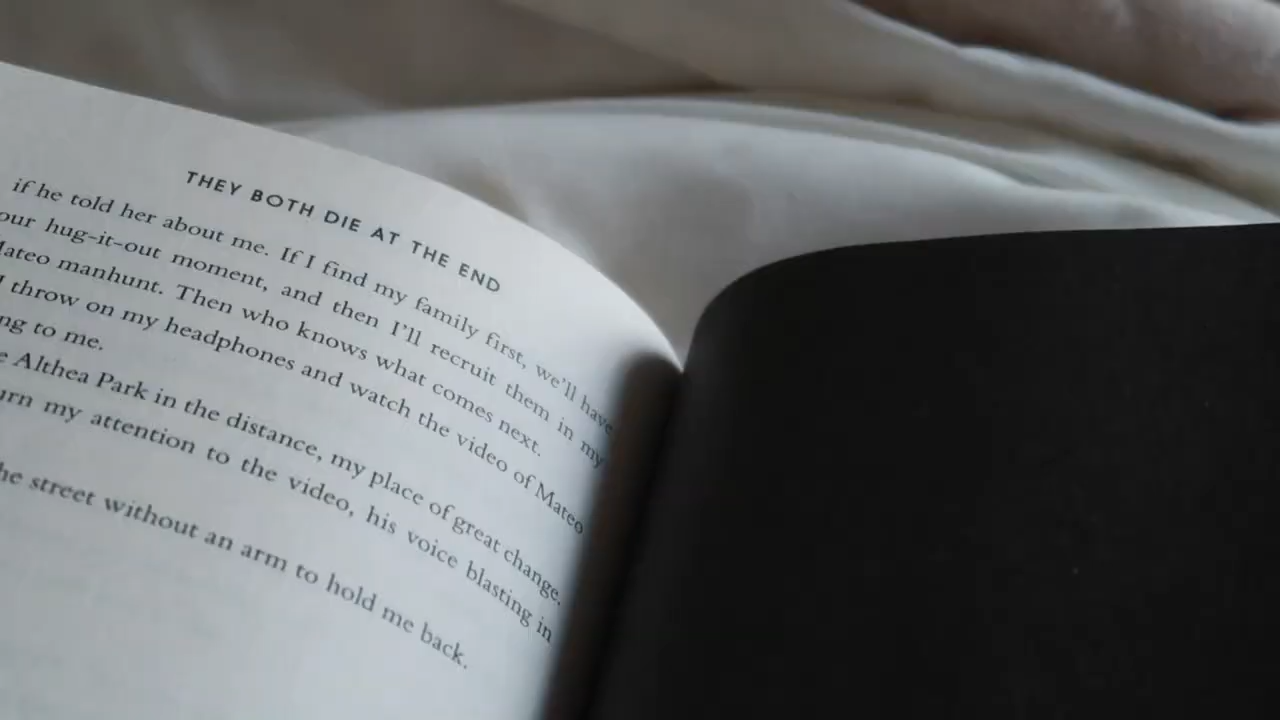 THEY BOTH DIE AT THE END
if he told her about me. If I find my family first, we'll have
our hug-it-out moment, and then I'll recruit them in my
Mateo manhunt. Then who knows what comes next.
I throw on my headphones and watch the video of Mateo
to me.
Althea Park in the distance, my place of great change.
my attention to the video, his voice blasting in
the street without an arm to hold me back.